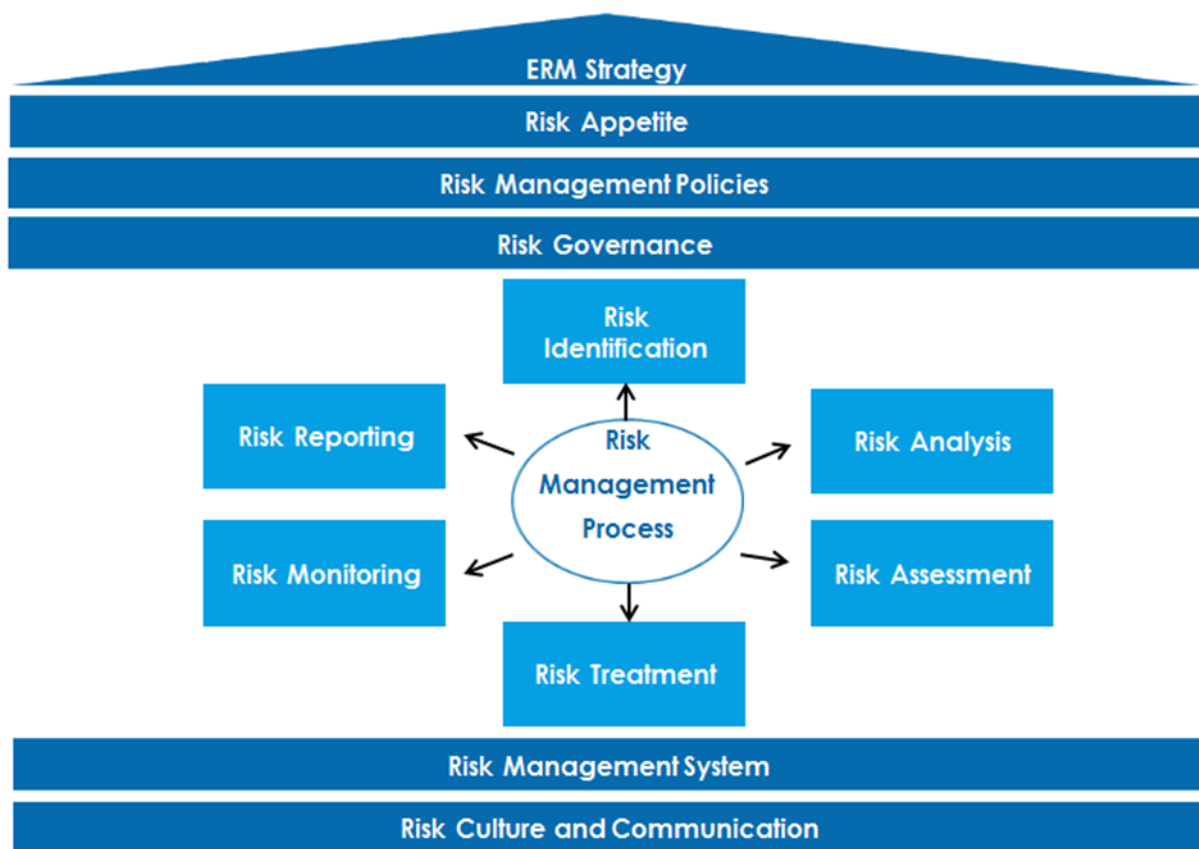 ERM Strategy
Risk Appetite
Risk Management Policies
Risk Governance
Risk
Identification
Risk Reporting
Risk
Management
Process
Risk Analysis
Risk Monitoring
Risk Assessment
Risk Treatment
Risk Management System
Risk Culture and Communication